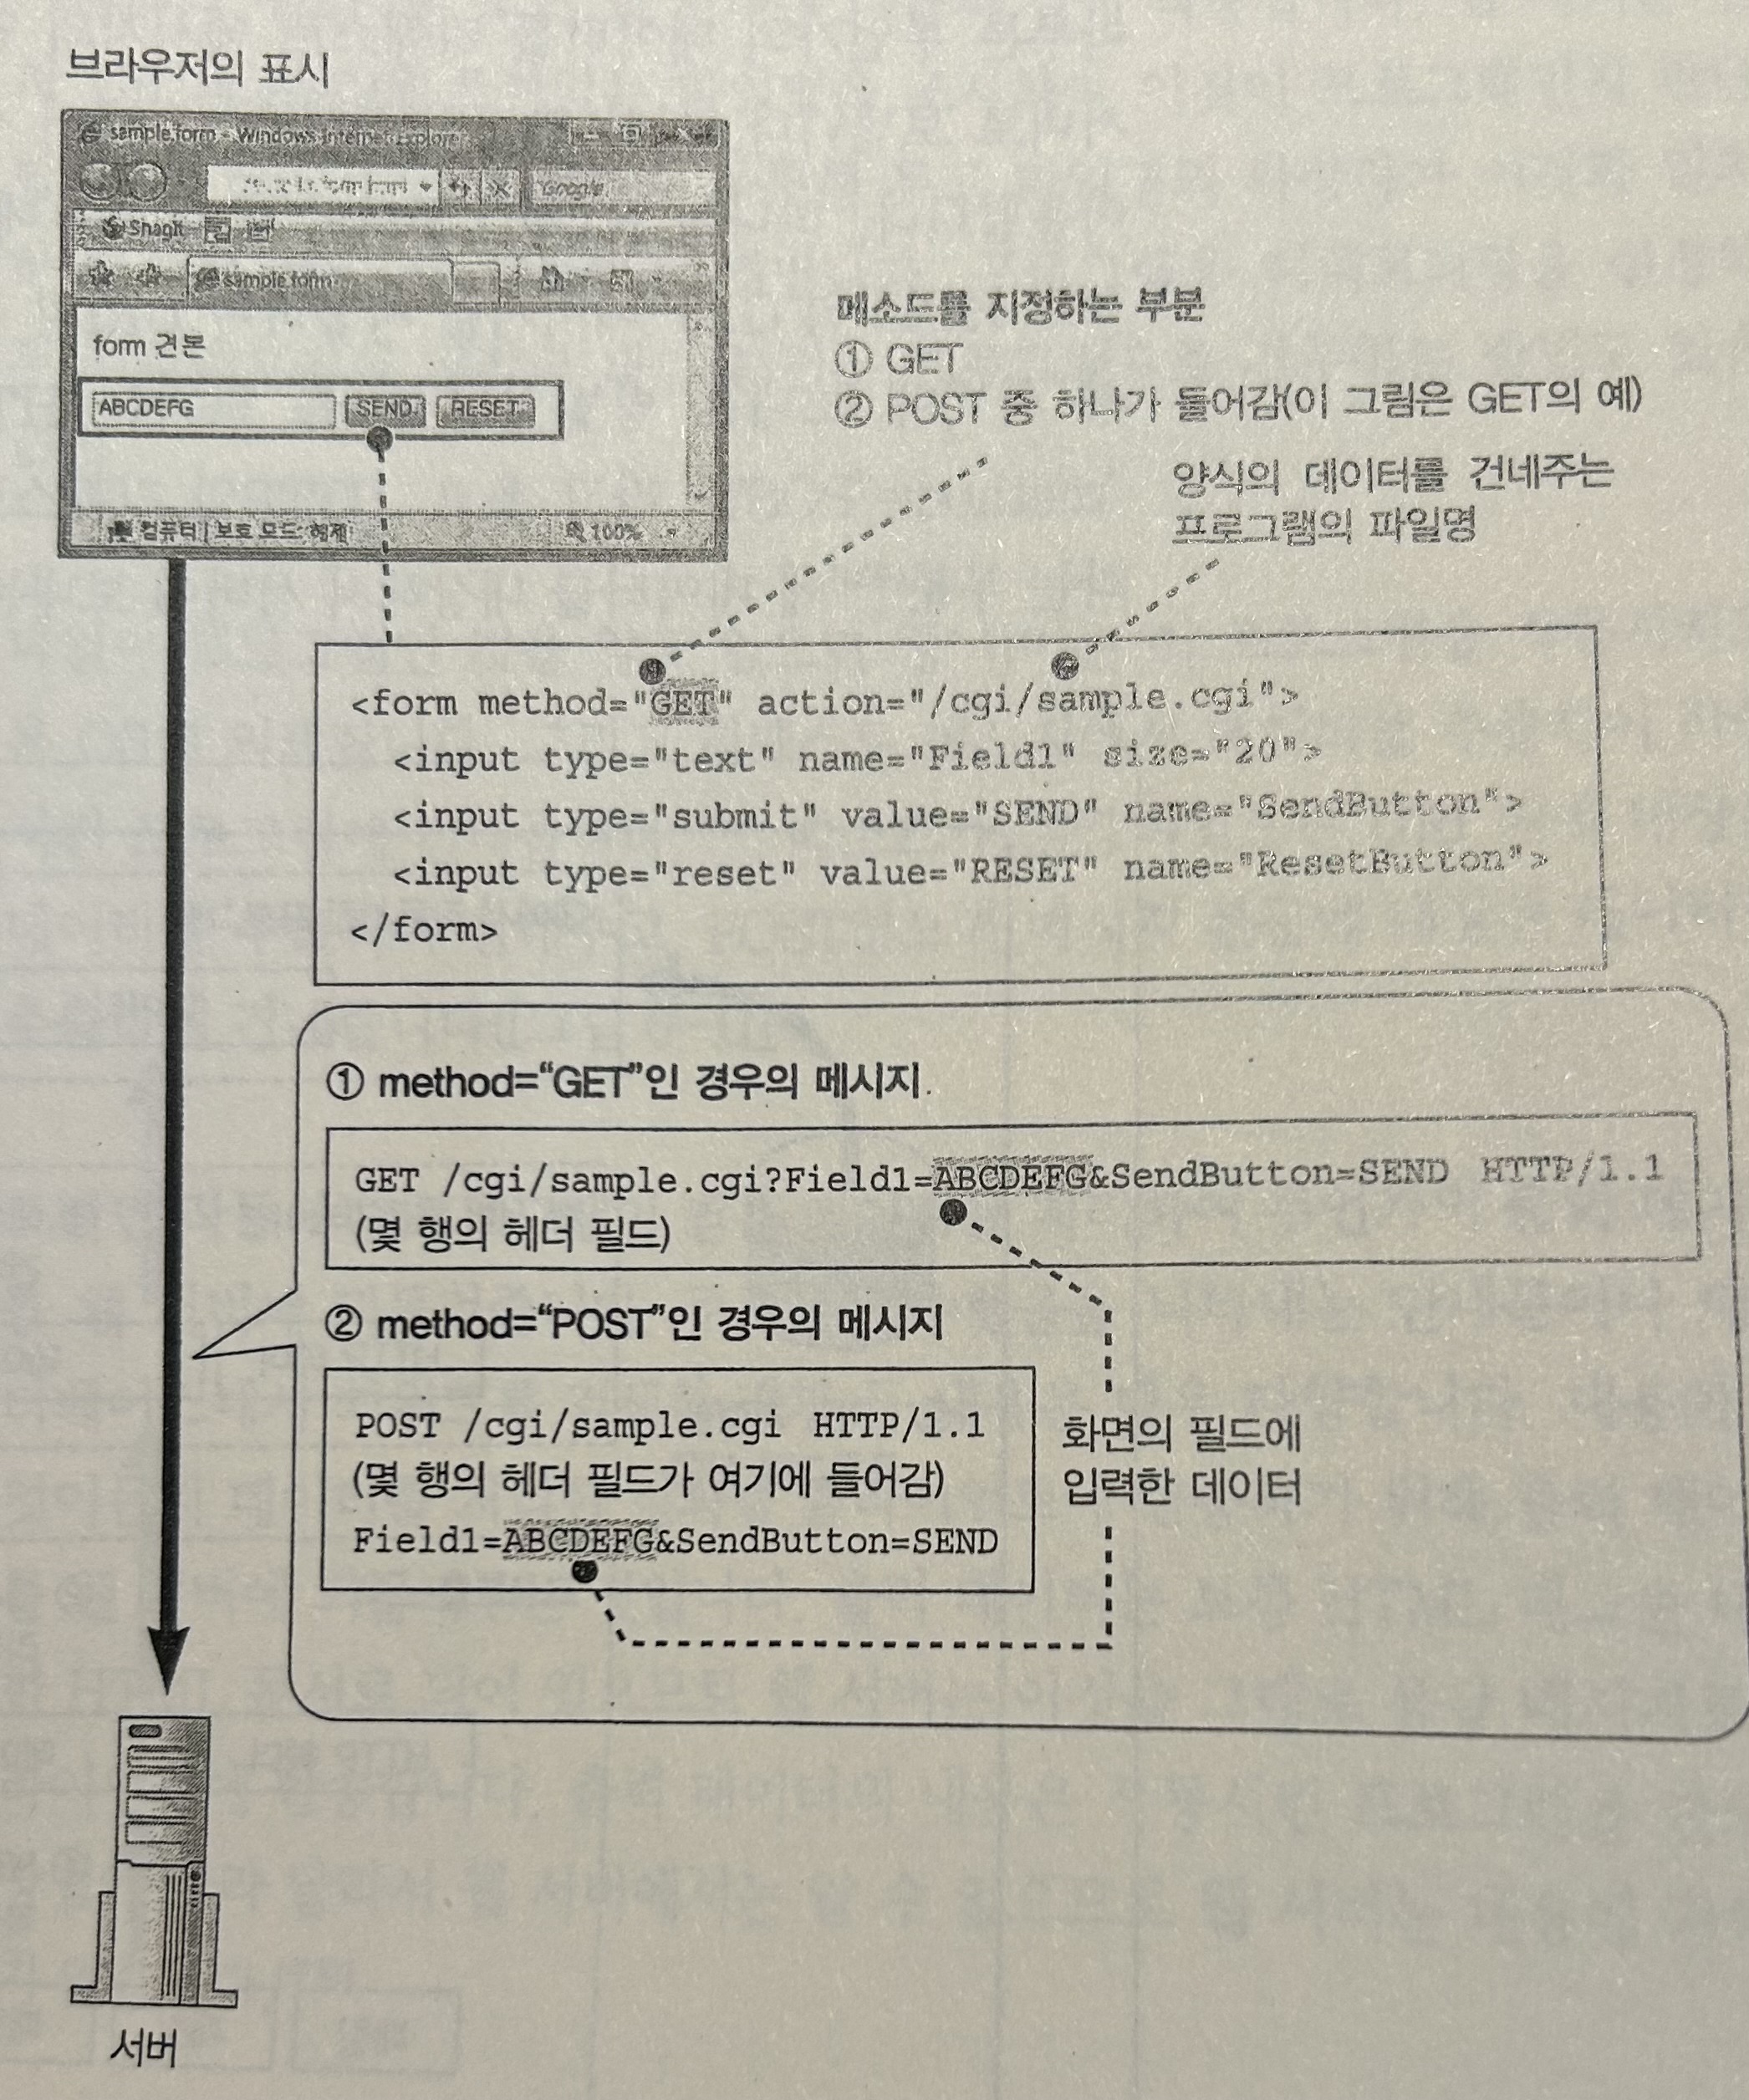 브라우저의 표시
sample.form - Windows Internet Explorer
Google
SnagIt
sample.form
form 견본
ABCDEFG SEND RESET
컴퓨터 | 보호 모드: 해제 100%
메소드를 지정하는 부분
① GET
② POST 중 하나가 들어감(이 그림은 GET의 예)
양식의 데이터를 건네주는
프로그램의 파일명
<form method="GET" action="/cgi/sample.cgi">
<input type="text" name="Field1" size="20">
<input type="submit" value="SEND" name="SendButton">
<input type="reset" value="RESET" name="ResetButton">
</form>
① method=“GET”인 경우의 메시지
GET /cgi/sample.cgi?Field1=ABCDEFG&SendButton=SEND HTTP/1.1
(몇 행의 헤더 필드)
② method=“POST”인 경우의 메시지
POST /cgi/sample.cgi HTTP/1.1
(몇 행의 헤더 필드가 여기에 들어감)
Field1=ABCDEFG&SendButton=SEND
화면의 필드에
입력한 데이터
서버